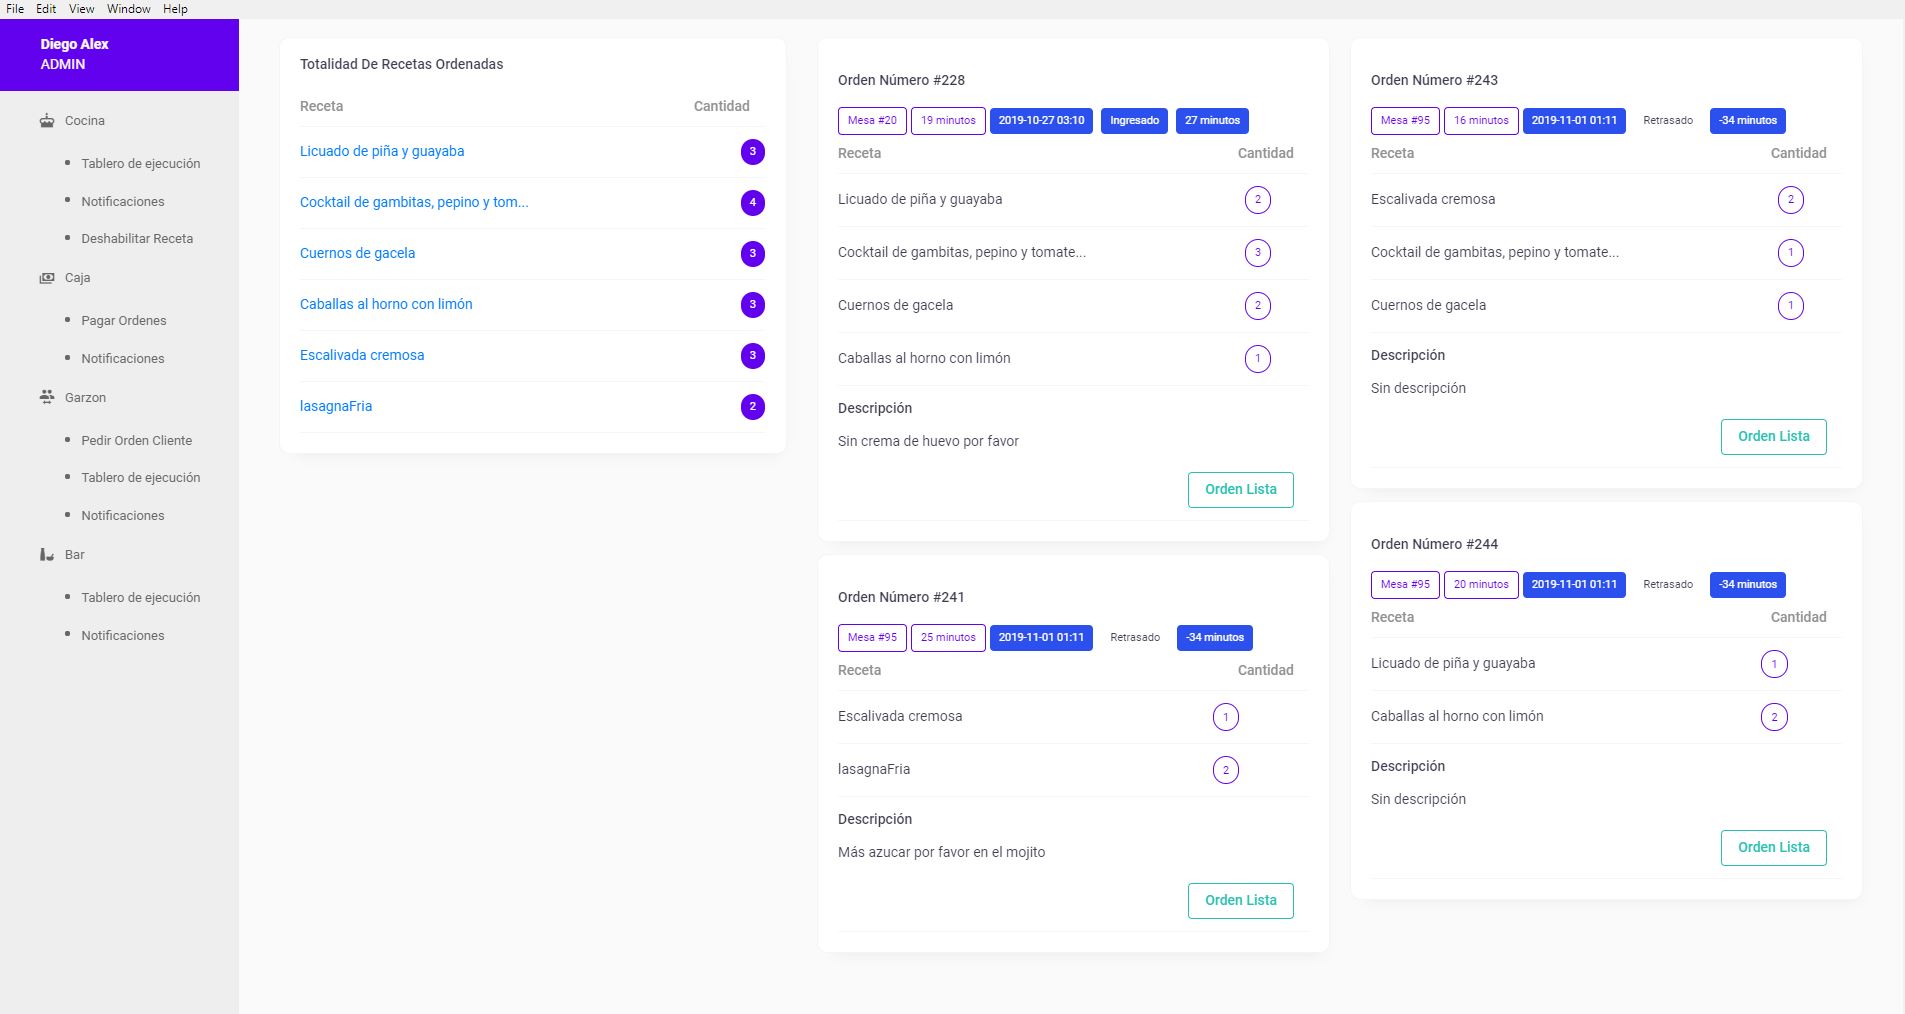 File Edit View Window Help
Diego Alex
ADMIN
Cocina
Tablero de ejecución
Notificaciones
Deshabilitar Receta
Caja
Pagar Ordenes
Notificaciones
Garzon
Pedir Orden Cliente
Tablero de ejecución
Notificaciones
Bar
Tablero de ejecución
Notificaciones
Totalidad De Recetas Ordenadas
Receta Cantidad
Licuado de piña y guayaba 3
Cocktail de gambitas, pepino y tom... 4
Cuernos de gacela 3
Caballas al horno con limón 3
Escalivada cremosa 3
lasagnaFria 2
Orden Número #228
Mesa #20 19 minutos 2019-10-27 03:10 Ingresado 27 minutos
Receta Cantidad
Licuado de piña y guayaba 2
Cocktail de gambitas, pepino y tomate... 3
Cuernos de gacela 2
Caballas al horno con limón 1
Descripción
Sin crema de huevo por favor
Orden Lista
Orden Número #241
Mesa #95 25 minutos 2019-11-01 01:11 Retrasado -34 minutos
Receta Cantidad
Escalivada cremosa 1
lasagnaFria 2
Descripción
Más azucar por favor en el mojito
Orden Lista
Orden Número #243
Mesa #95 16 minutos 2019-11-01 01:11 Retrasado -34 minutos
Receta Cantidad
Escalivada cremosa 2
Cocktail de gambitas, pepino y tomate... 1
Cuernos de gacela 1
Descripción
Sin descripción
Orden Lista
Orden Número #244
Mesa #95 20 minutos 2019-11-01 01:11 Retrasado -34 minutos
Receta Cantidad
Licuado de piña y guayaba 1
Caballas al horno con limón 2
Descripción
Sin descripción
Orden Lista